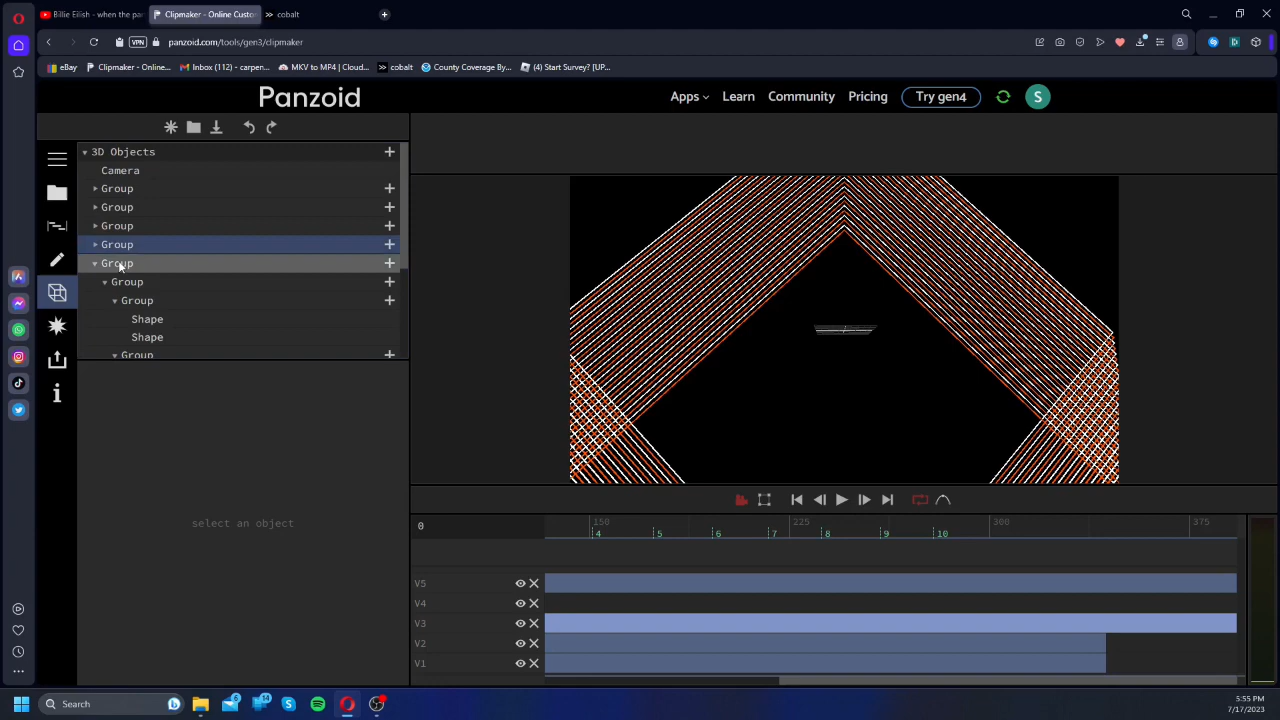 Billie Eilish - when the pa
Clipmaker - Online Custo
cobalt
VPN
panzoid.com/tools/gen3/clipmaker
eBay
Clipmaker - Online...
Inbox (112) - carpen...
MKV to MP4 | Cloud...
cobalt
County Coverage By...
(4) Start Survey? [UP...
Panzoid
Apps
Learn
Community
Pricing
Try gen4
S
3D Objects
Camera
Group
Group
Group
Group
Group
Group
Group
Shape
Shape
Group
select an object
0
150
225
300
375
4
5
6
7
8
9
10
V5
V4
V3
V2
V1
Search
6
14
5:55 PM
7/17/2023